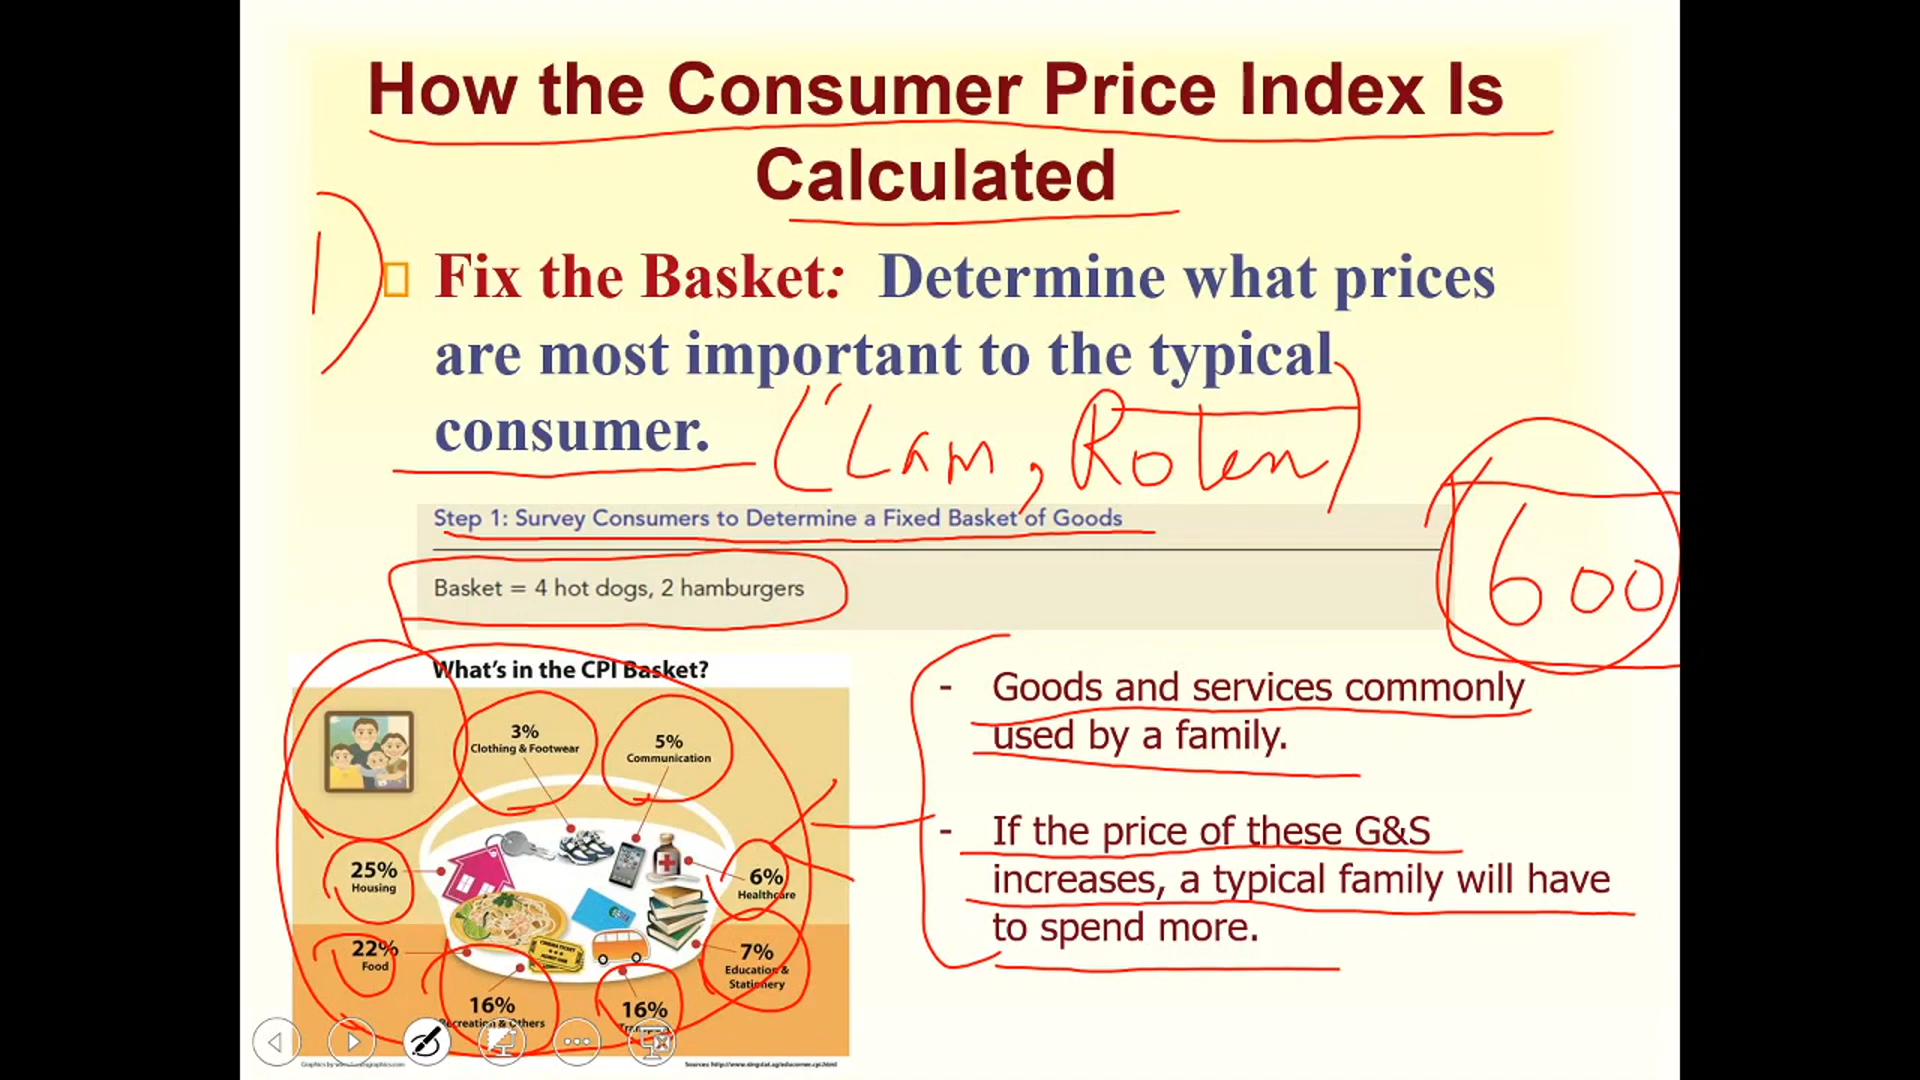 How the Consumer Price Index Is
Calculated
1)
Fix the Basket: Determine what prices
are most important to the typical
consumer.
(Lam, Roten)
Step 1: Survey Consumers to Determine a Fixed Basket of Goods
600
Basket = 4 hot dogs, 2 hamburgers
What's in the CPI Basket?
3%
Clothing & Footwear
5%
Communication
25%
Housing
6%
Healthcare
22%
Food
7%
Education &
Stationery
16%
Recreation & Others
16%
CINEMA TICKET
- Goods and services commonly
used by a family.
- If the price of these G&S
increases, a typical family will have
to spend more.